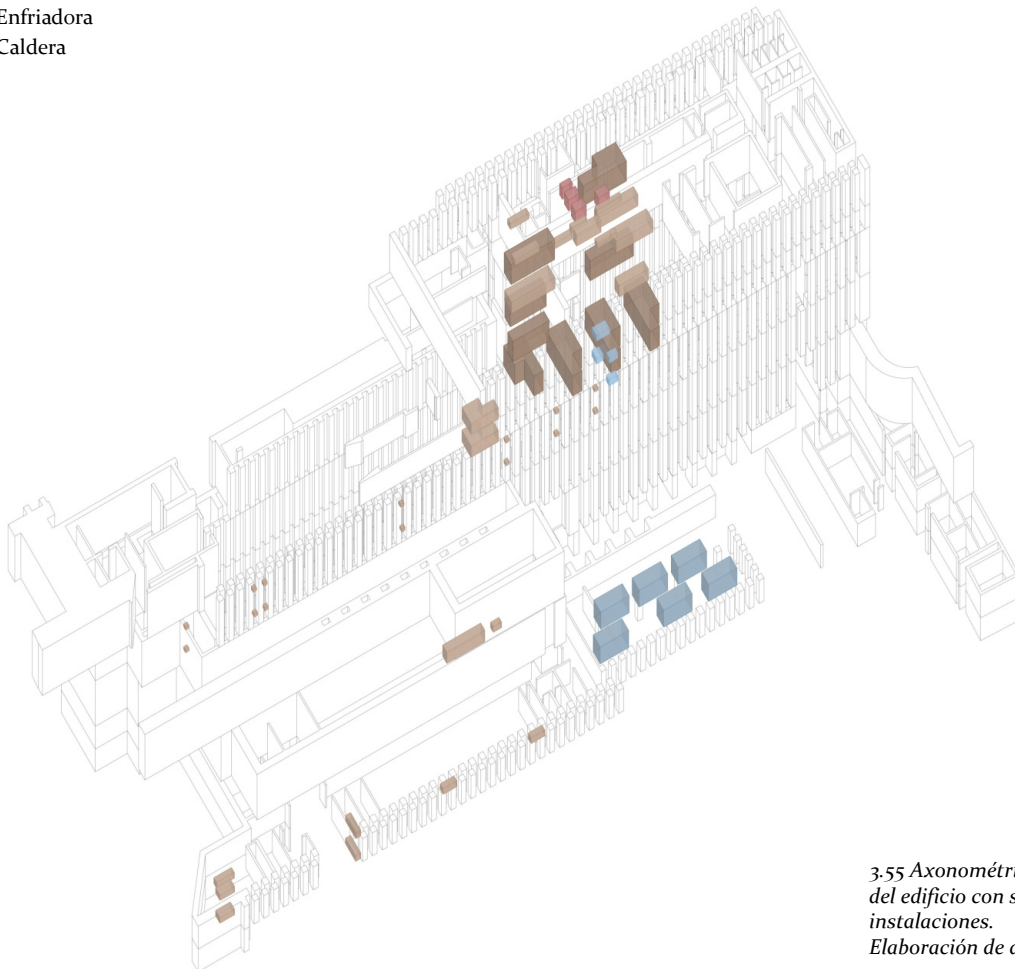 Enfriadora
Caldera
3.55 Axonométri
del edificio con s
instalaciones.
Elaboración de